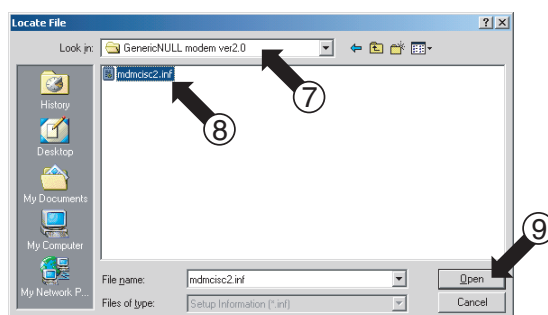 Locate File
Look in: GenericNULL modem ver2.0
mdmcisc2.inf
7
8
History
Desktop
My Documents
My Computer
My Network P...
9
File name: mdmcisc2.inf Open
Files of type: Setup Information (*.inf) Cancel